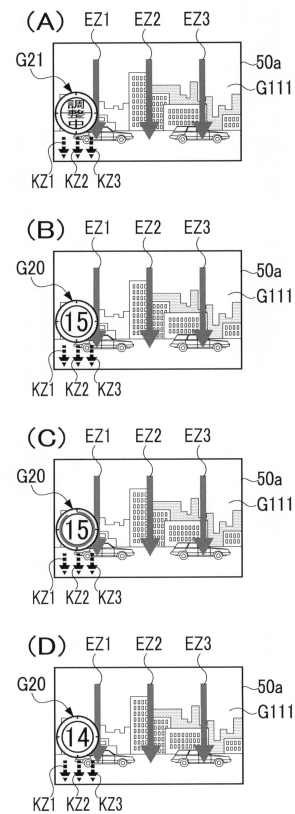 (A)
EZ1 EZ2 EZ3
G21 50a
調整中 G111
KZ1 KZ2 KZ3
(B)
EZ1 EZ2 EZ3
G20 50a
15 G111
KZ1 KZ2 KZ3
(C)
EZ1 EZ2 EZ3
G20 50a
15 G111
KZ1 KZ2 KZ3
(D)
EZ1 EZ2 EZ3
G20 50a
14 G111
KZ1 KZ2 KZ3